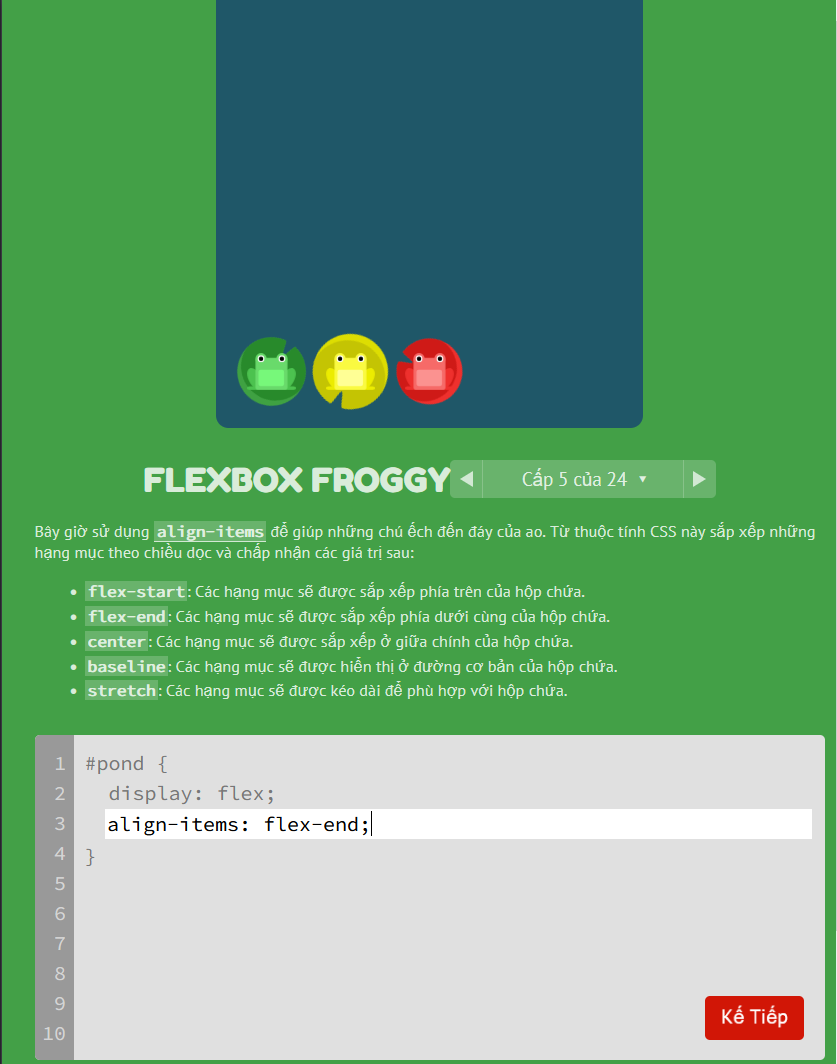 FLEXBOX FROGGY
Cấp 5 của 24 ▼
Bây giờ sử dụng align-items để giúp những chú ếch đến đáy của ao. Từ thuộc tính CSS này sắp xếp những
hạng mục theo chiều dọc và chấp nhận các giá trị sau:
• flex-start: Các hạng mục sẽ được sắp xếp phía trên của hộp chứa.
• flex-end: Các hạng mục sẽ được sắp xếp phía dưới cùng của hộp chứa.
• center: Các hạng mục sẽ được sắp xếp ở giữa chính của hộp chứa.
• baseline: Các hạng mục sẽ được hiển thị ở đường cơ bản của hộp chứa.
• stretch: Các hạng mục sẽ được kéo dài để phù hợp với hộp chứa.
1 #pond {
2 display: flex;
3 align-items: flex-end;
4 }
5
6
7
8
9
10
Kế Tiếp